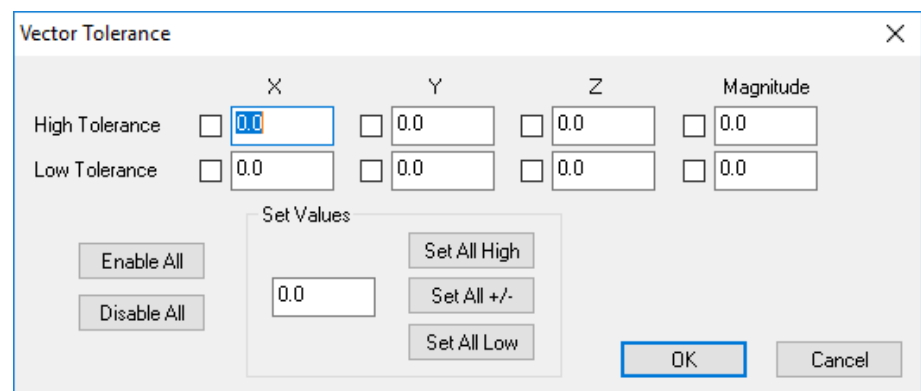 Vector Tolerance
X Y Z Magnitude
High Tolerance 0.0 0.0 0.0 0.0
Low Tolerance 0.0 0.0 0.0 0.0
Set Values
Enable All
Disable All
0.0
Set All High
Set All +/-
Set All Low
OK Cancel